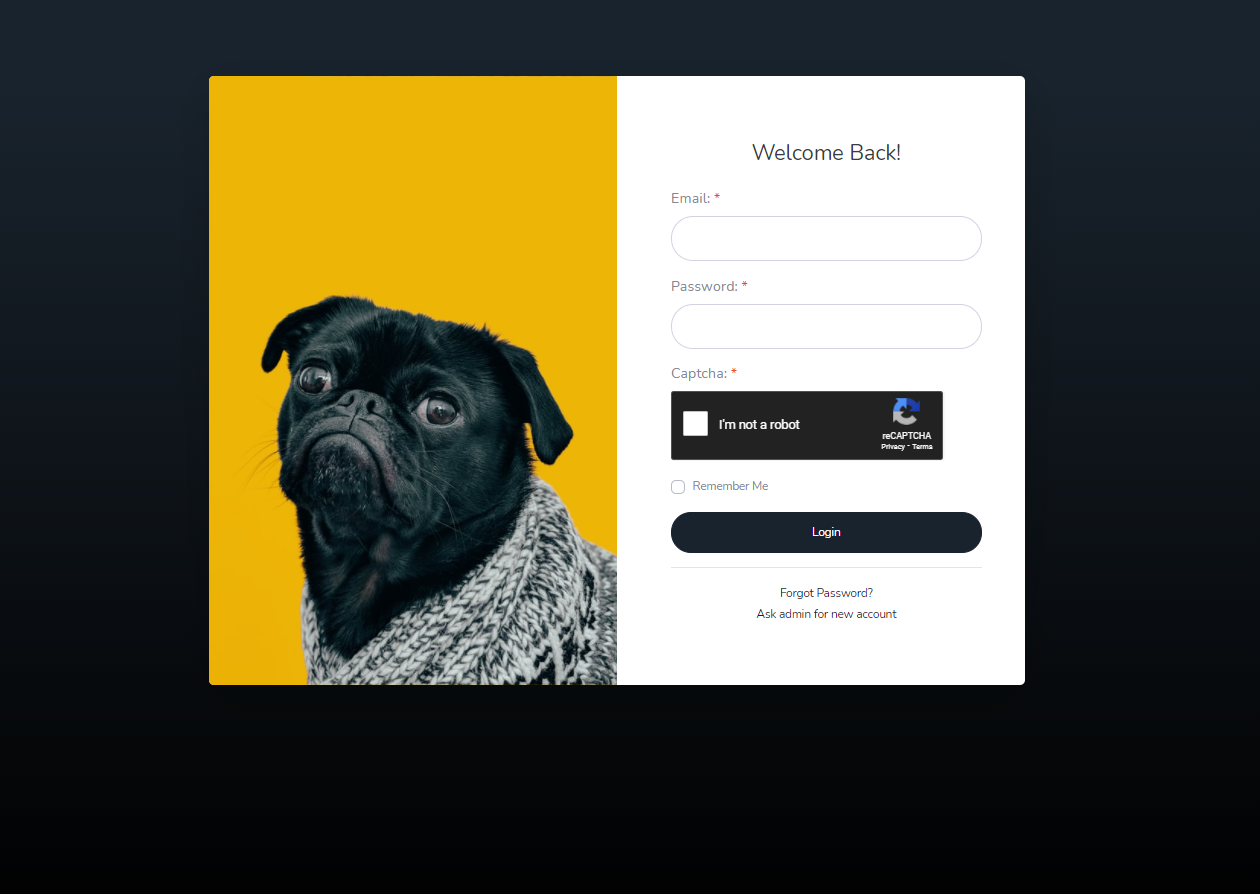 Welcome Back!
Email: *
Password: *
Captcha: *
I'm not a robot
reCAPTCHA
Privacy - Terms
Remember Me
Login
Forgot Password?
Ask admin for new account